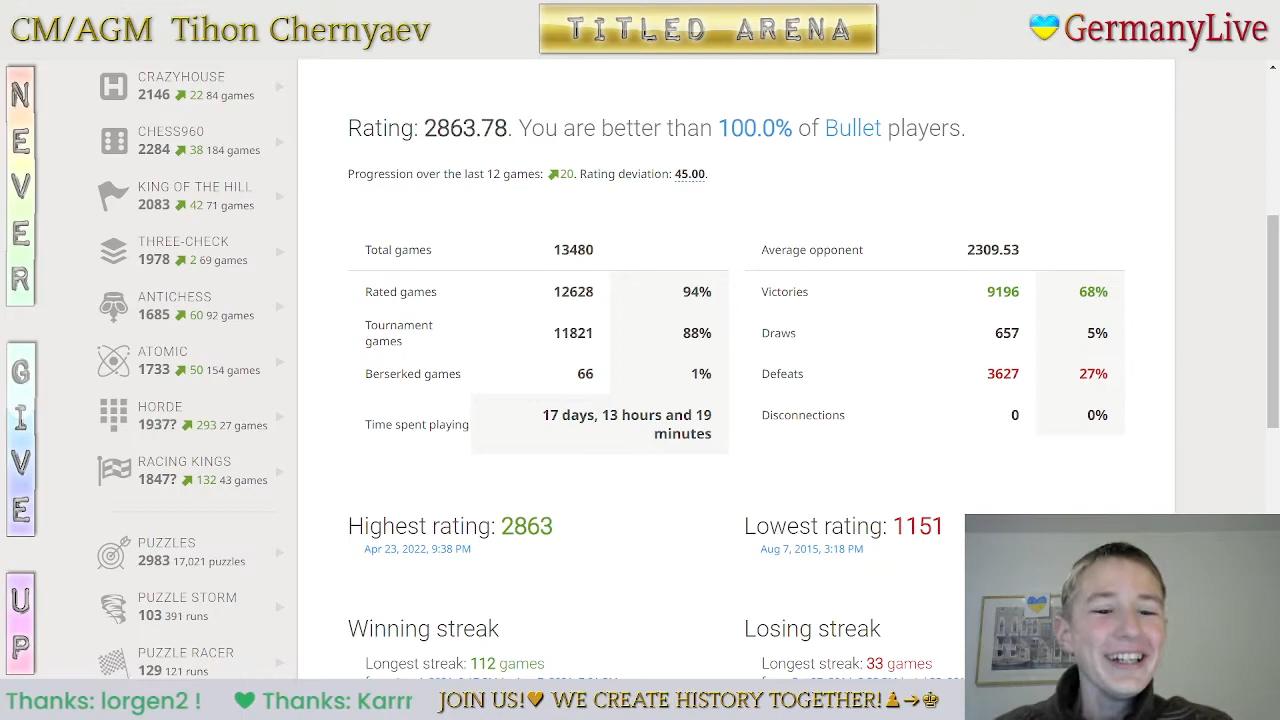 CM/AGM Tihon Chernyaev
TITLED ARENA
GermanyLive
NEVER
GIVE
UP
CRAZYHOUSE
2146 22 84 games
CHESS960
2284 38 184 games
KING OF THE HILL
2083 42 71 games
THREE-CHECK
1978 2 69 games
ANTICHESS
1685 60 92 games
ATOMIC
1733 50 154 games
HORDE
1937? 293 27 games
RACING KINGS
1847? 132 43 games
PUZZLES
2983 17,021 puzzles
PUZZLE STORM
103 391 runs
PUZZLE RACER
129 121 runs
Rating: 2863.78. You are better than 100.0% of Bullet players.
Progression over the last 12 games: 20. Rating deviation: 45.00.
Total games 13480
Rated games 12628 94%
Tournament
games 11821 88%
Berserked games 66 1%
Time spent playing 17 days, 13 hours and 19
minutes
Average opponent 2309.53
Victories 9196 68%
Draws 657 5%
Defeats 3627 27%
Disconnections 0 0%
Highest rating: 2863
Apr 23, 2022, 9:38 PM
Lowest rating: 1151
Aug 7, 2015, 3:18 PM
Winning streak
Longest streak: 112 games
Losing streak
Longest streak: 33 games
Thanks: lorgen2 !
Thanks: Karrr
JOIN US! WE CREATE HISTORY TOGETHER!